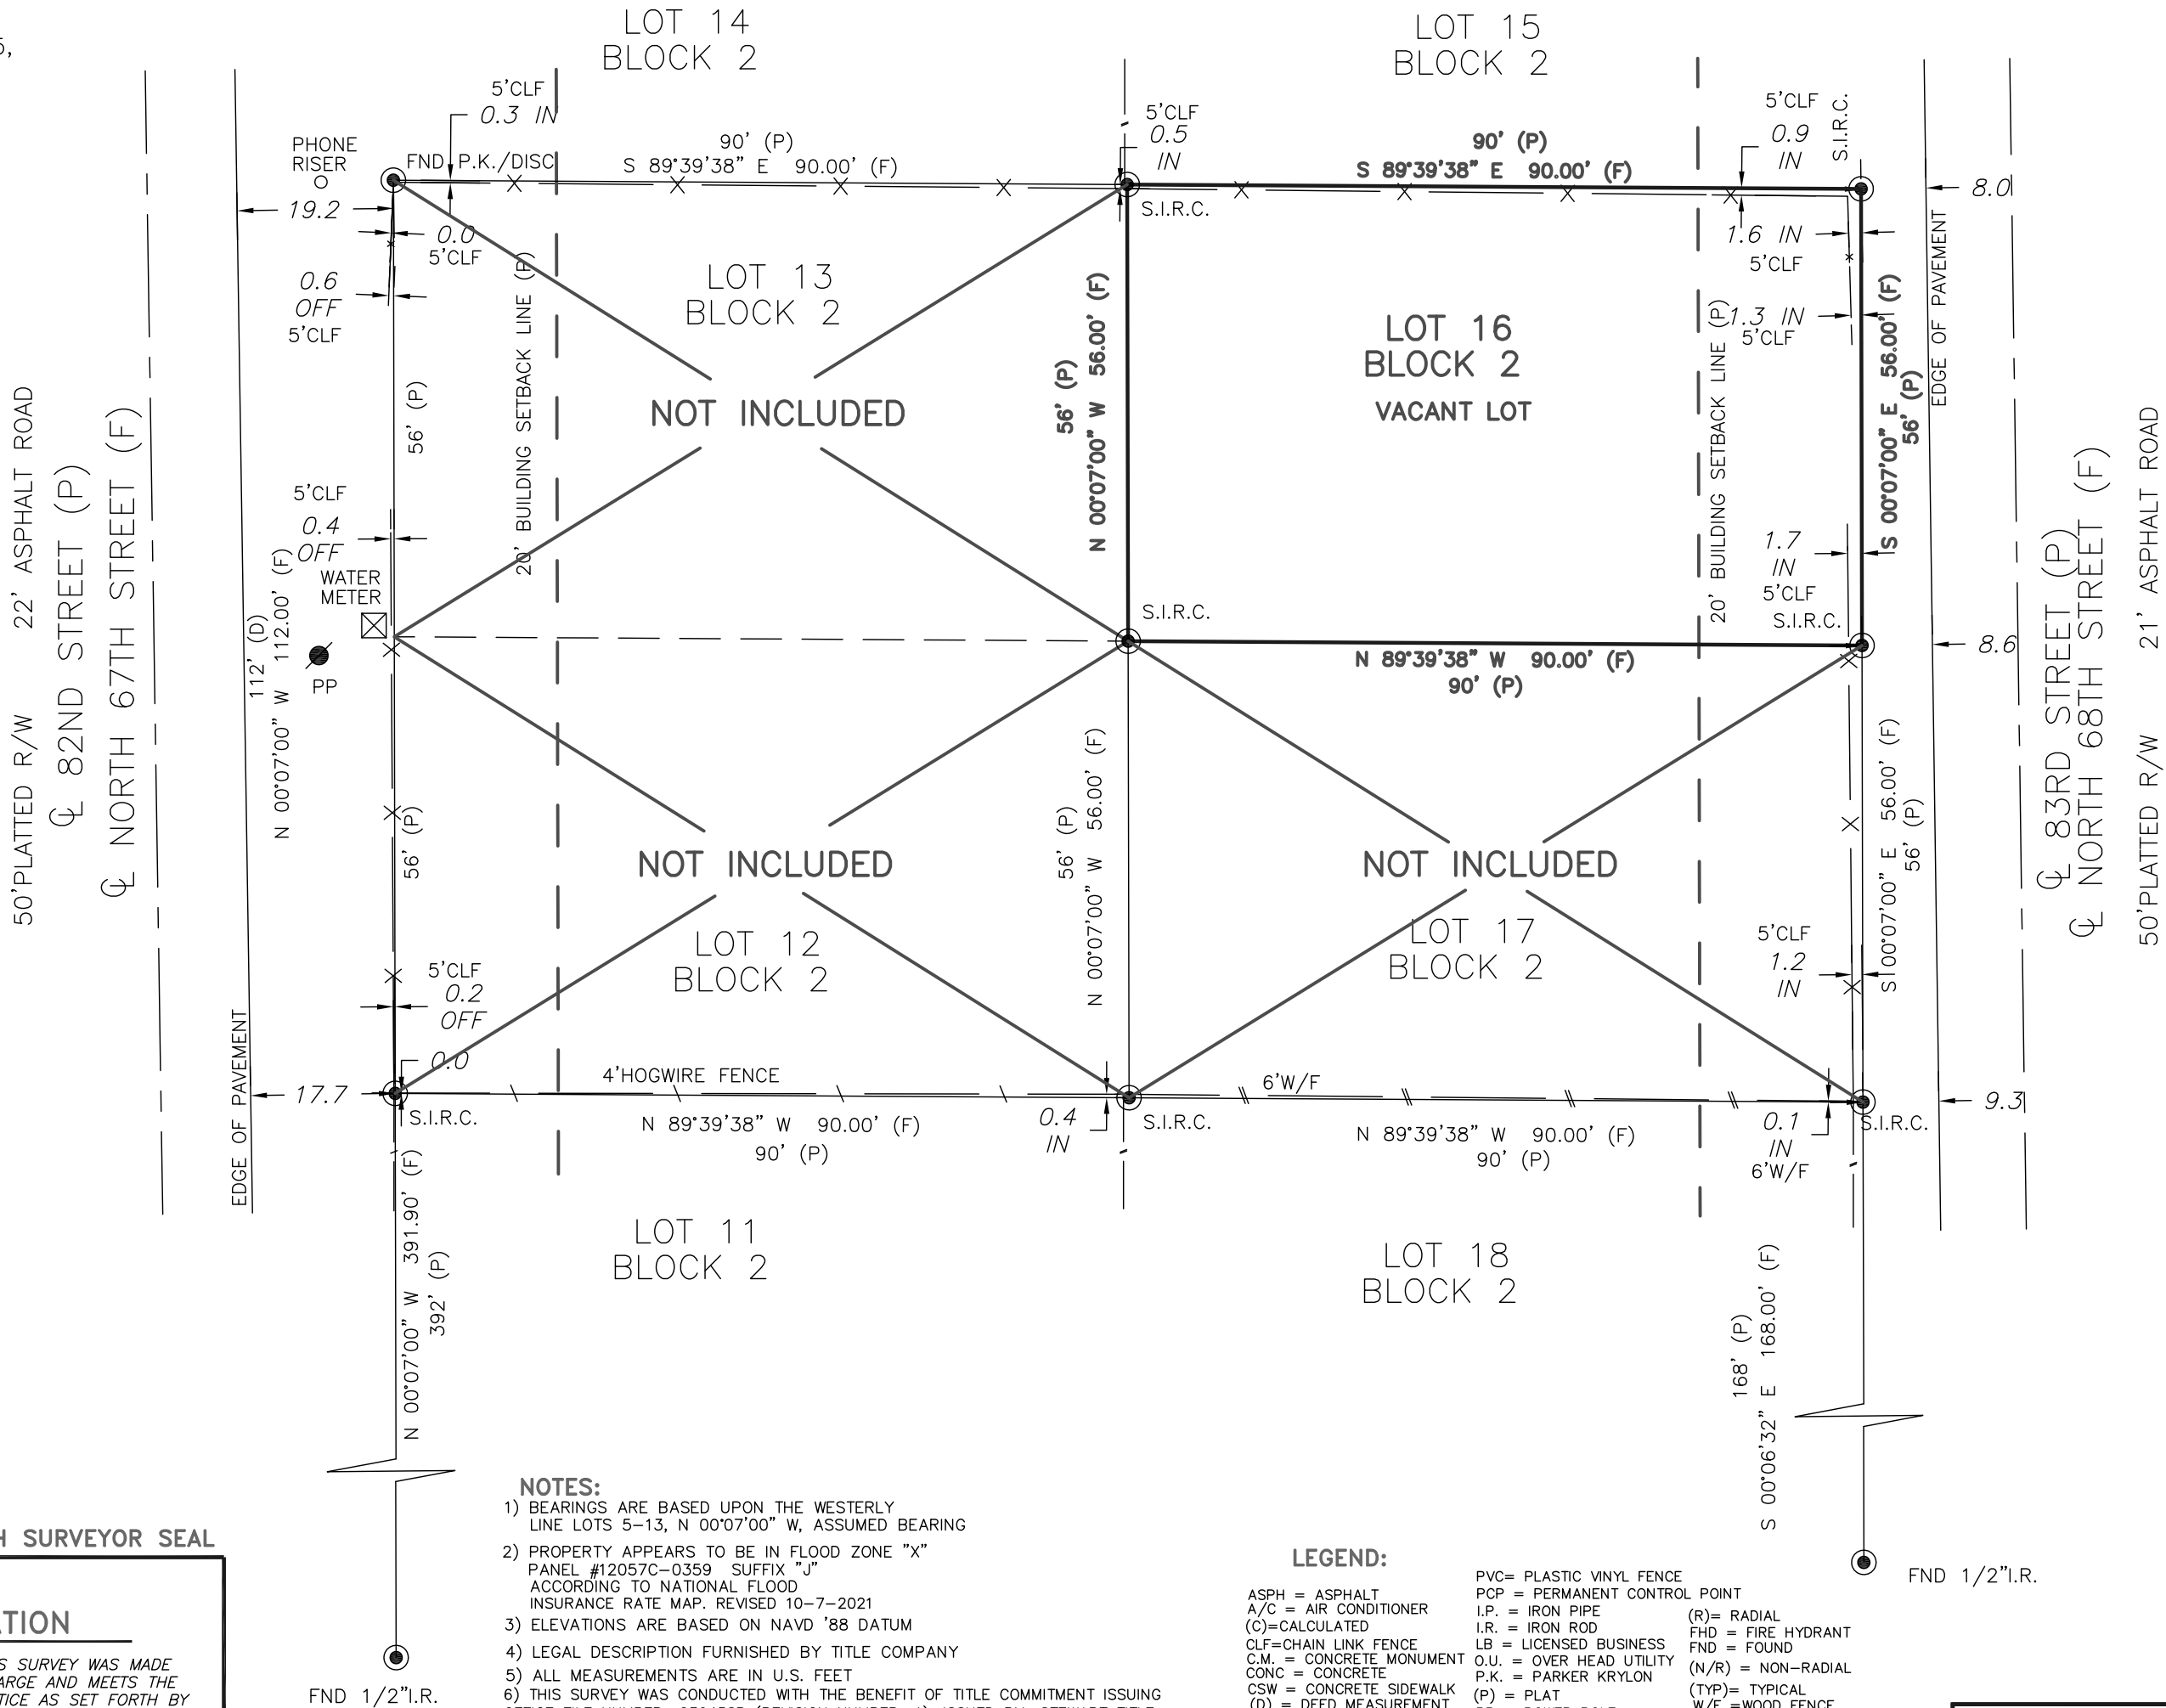 LOT 14
BLOCK 2
LOT 15
BLOCK 2
5'CLF
0.3 IN
PHONE
RISER
FND P.K./DISC
90' (P)
S 89°39'38" E 90.00' (F)
5'CLF
0.5
IN
S.I.R.C.
90' (P)
S 89°39'38" E 90.00' (F)
5'CLF
0.9
IN
S.I.R.C.
8.0
19.2
0.0
5'CLF
0.6
OFF
5'CLF
LOT 13
BLOCK 2
NOT INCLUDED
20' BUILDING SETBACK LINE (P)
56' (P)
56' (P)
N 00°07'00" W 56.00' (F)
LOT 16
BLOCK 2
VACANT LOT
1.6 IN
5'CLF
1.3 IN
5'CLF
20' BUILDING SETBACK LINE (P)
S 00°07'00" E 56.00' (F)
56' (P)
EDGE OF PAVEMENT
50'PLATTED R/W 22' ASPHALT ROAD
℄ 82ND STREET (P)
℄ NORTH 67TH STREET (F)
5'CLF
0.4
OFF
WATER
METER
PP
112' (D)
N 00°07'00" W 112.00' (F)
1.7
IN
5'CLF
S.I.R.C.
S.I.R.C.
N 89°39'38" W 90.00' (F)
90' (P)
8.6
℄ 83RD STREET (P)
℄ NORTH 68TH STREET (F)
50'PLATTED R/W 21' ASPHALT ROAD
56' (P)
NOT INCLUDED
LOT 12
BLOCK 2
56' (P)
N 00°07'00" W 56.00' (F)
NOT INCLUDED
LOT 17
BLOCK 2
S 00°07'00" E 56.00' (F)
56' (P)
5'CLF
1.2
IN
5'CLF
0.2
OFF
EDGE OF PAVEMENT
0.0
17.7
S.I.R.C.
4'HOGWIRE FENCE
N 89°39'38" W 90.00' (F)
90' (P)
0.4
IN
S.I.R.C.
6'W/F
N 89°39'38" W 90.00' (F)
90' (P)
0.1
IN
6'W/F
S.I.R.C.
9.3
LOT 11
BLOCK 2
LOT 18
BLOCK 2
N 00°07'00" W 391.90' (F)
392' (P)
168' (P)
S 00°06'32" E 168.00' (F)
FND 1/2"I.R.
FND 1/2"I.R.
H SURVEYOR SEAL
ATION
S SURVEY WAS MADE
ARGE AND MEETS THE
TICE AS SET FORTH BY
NOTES:
1) BEARINGS ARE BASED UPON THE WESTERLY
LINE LOTS 5-13, N 00°07'00" W, ASSUMED BEARING
2) PROPERTY APPEARS TO BE IN FLOOD ZONE "X"
PANEL #12057C-0359 SUFFIX "J"
ACCORDING TO NATIONAL FLOOD
INSURANCE RATE MAP. REVISED 10-7-2021
3) ELEVATIONS ARE BASED ON NAVD '88 DATUM
4) LEGAL DESCRIPTION FURNISHED BY TITLE COMPANY
5) ALL MEASUREMENTS ARE IN U.S. FEET
6) THIS SURVEY WAS CONDUCTED WITH THE BENEFIT OF TITLE COMMITMENT ISSUING
LEGEND:
ASPH = ASPHALT
A/C = AIR CONDITIONER
(C)=CALCULATED
CLF=CHAIN LINK FENCE
C.M. = CONCRETE MONUMENT
CONC = CONCRETE
CSW = CONCRETE SIDEWALK
(D) = DEED MEASUREMENT
PVC= PLASTIC VINYL FENCE
PCP = PERMANENT CONTROL POINT
I.P. = IRON PIPE
I.R. = IRON ROD
LB = LICENSED BUSINESS
O.U. = OVER HEAD UTILITY
P.K. = PARKER KRYLON
(P) = PLAT
(R)= RADIAL
FHD = FIRE HYDRANT
FND = FOUND
(N/R) = NON-RADIAL
(TYP)= TYPICAL
W/F =WOOD FENCE